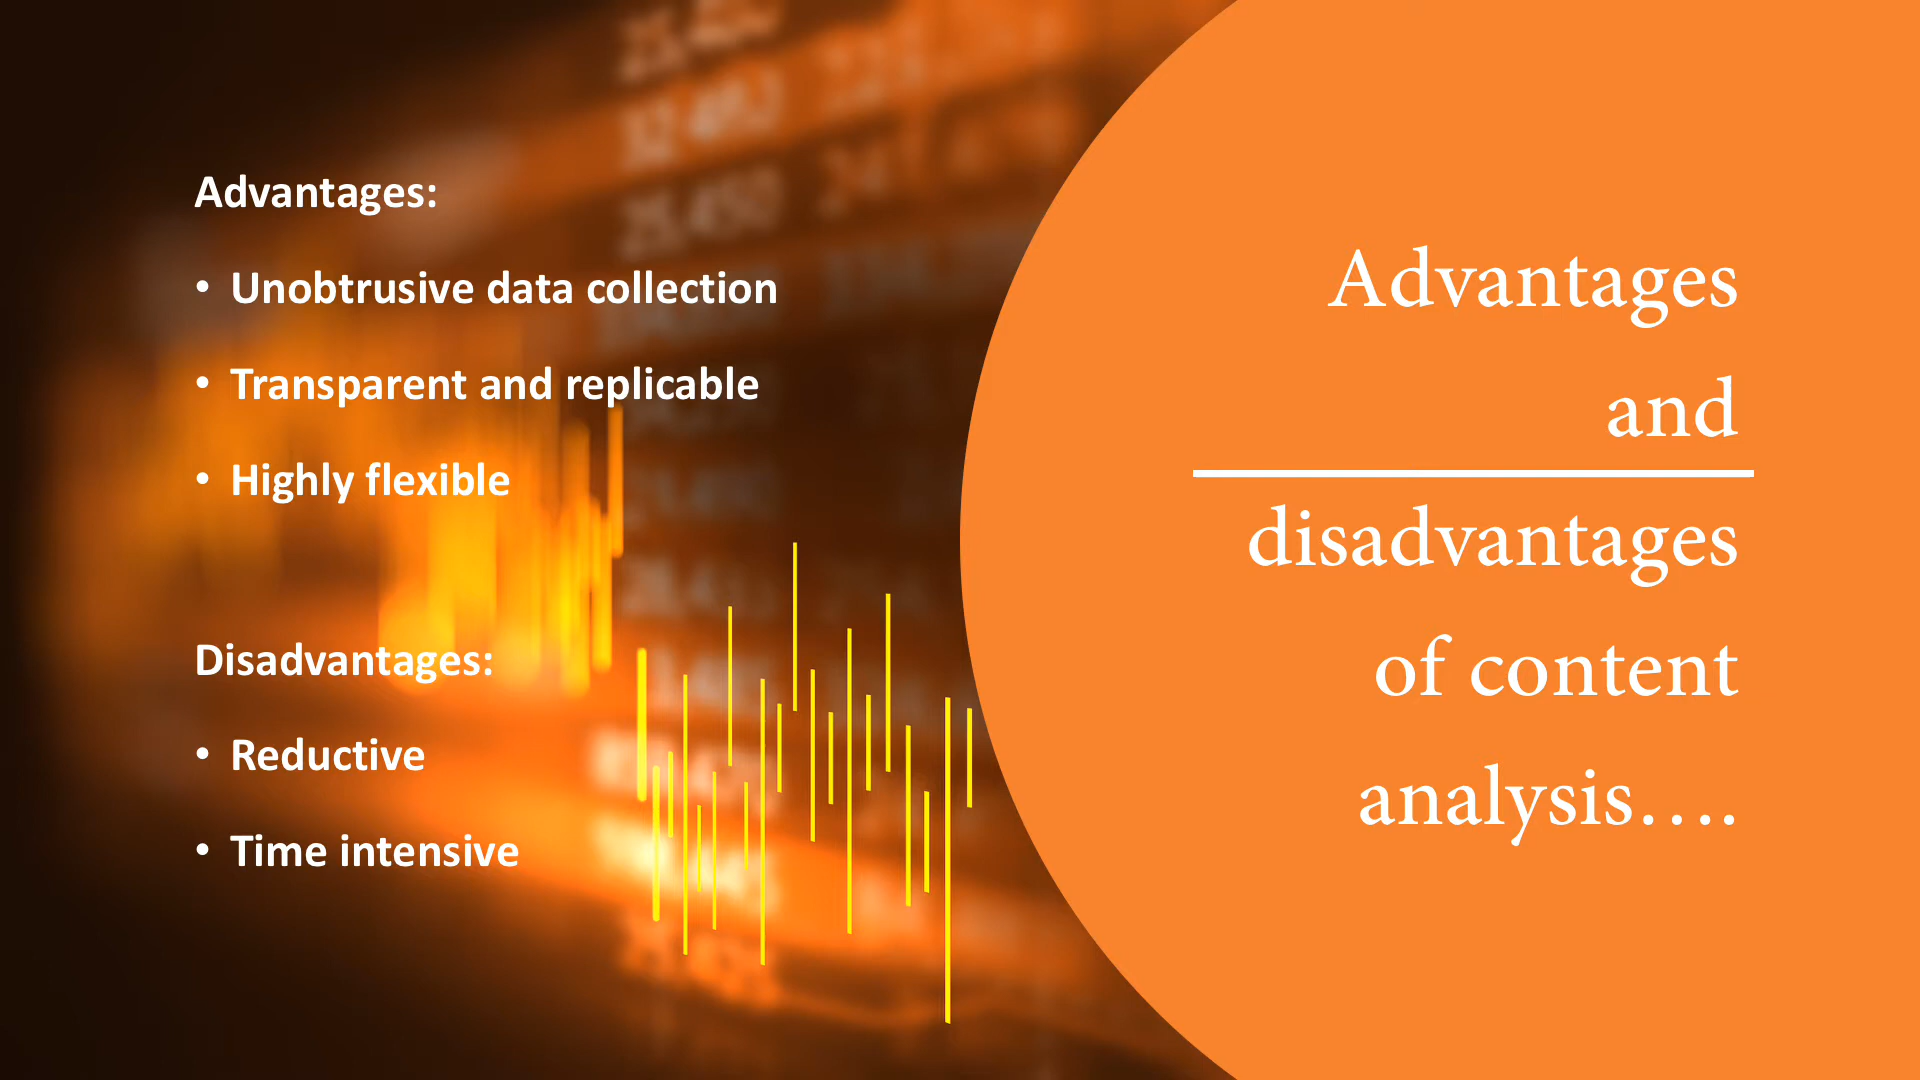 Advantages:
• Unobtrusive data collection
• Transparent and replicable
• Highly flexible
Disadvantages:
• Reductive
• Time intensive
Advantages
and
disadvantages
of content
analysis….